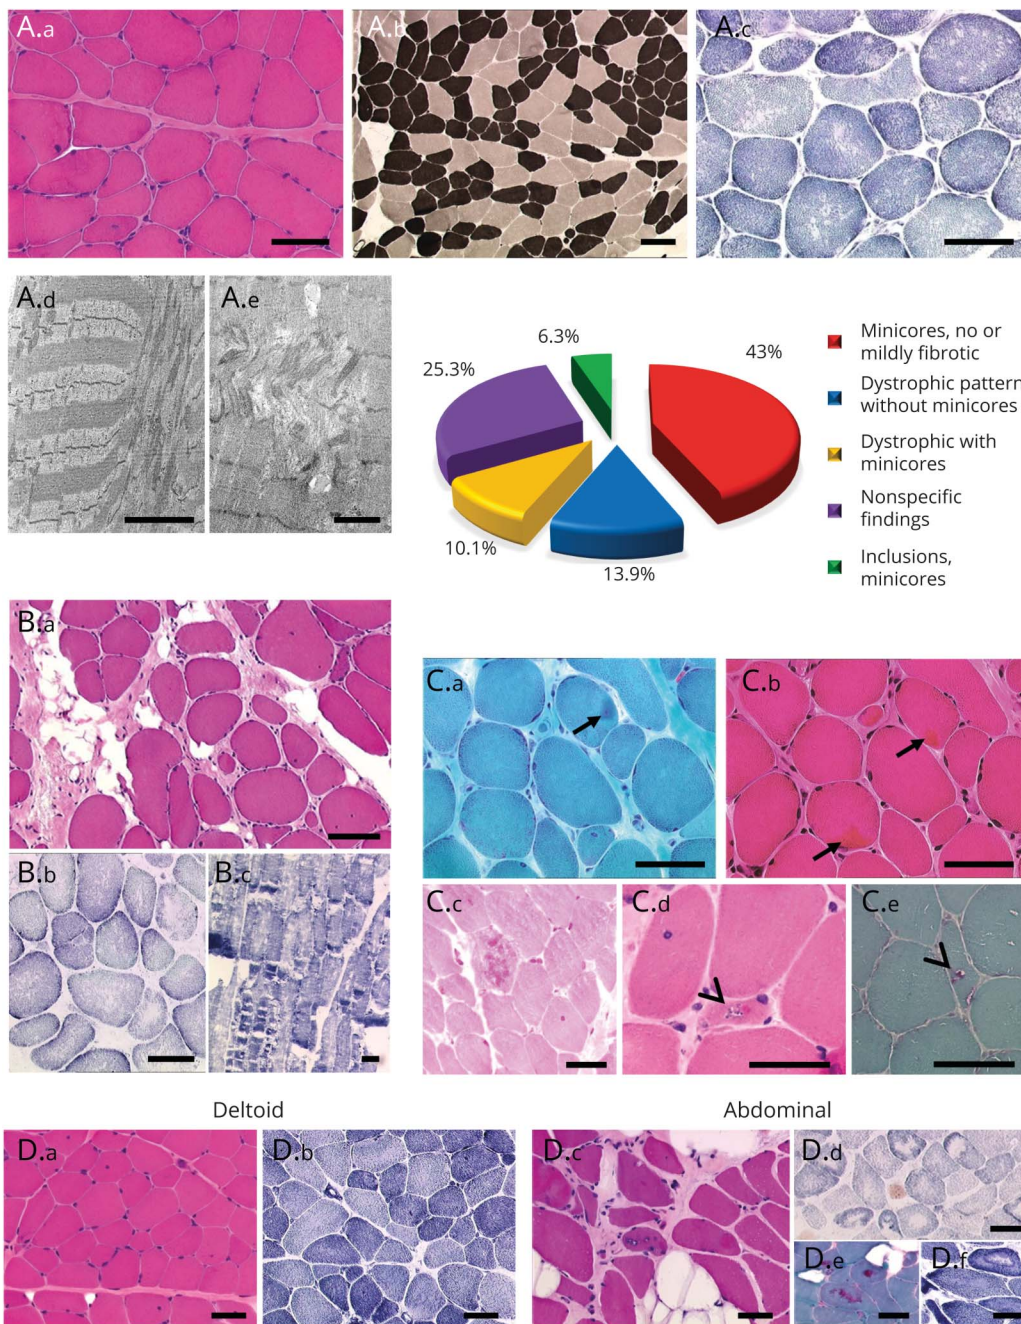 A.a
A.b
A.c
A.d
A.e
6.3%
25.3%
43%
10.1%
13.9%
Minicores, no or
mildly fibrotic
Dystrophic pattern
without minicores
Dystrophic with
minicores
Nonspecific
findings
Inclusions,
minicores
B.a
C.a
C.b
B.b
B.c
C.c
C.d
C.e
Deltoid
Abdominal
D.a
D.b
D.c
D.d
D.e
D.f